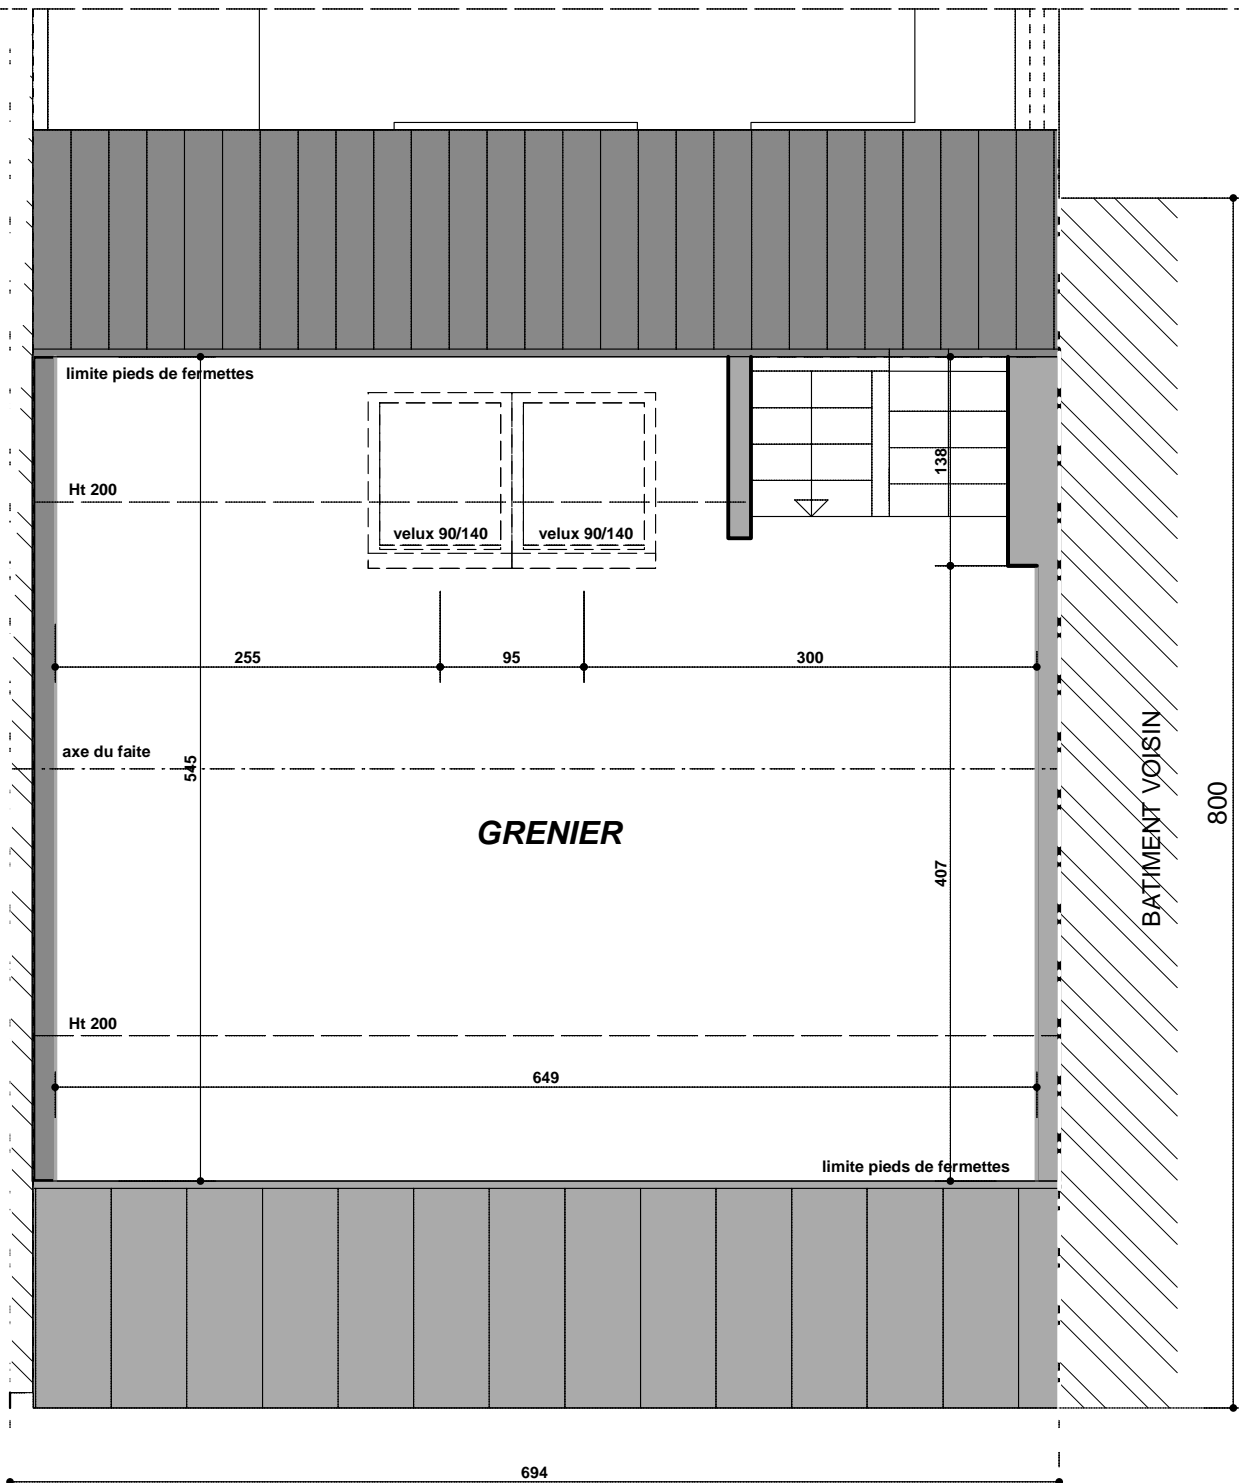 limite pieds de fermettes
138
Ht 200
velux 90/140
velux 90/140
255
95
300
axe du faite
545
BATIMENT VOISIN
800
GRENIER
407
Ht 200
649
limite pieds de fermettes
694